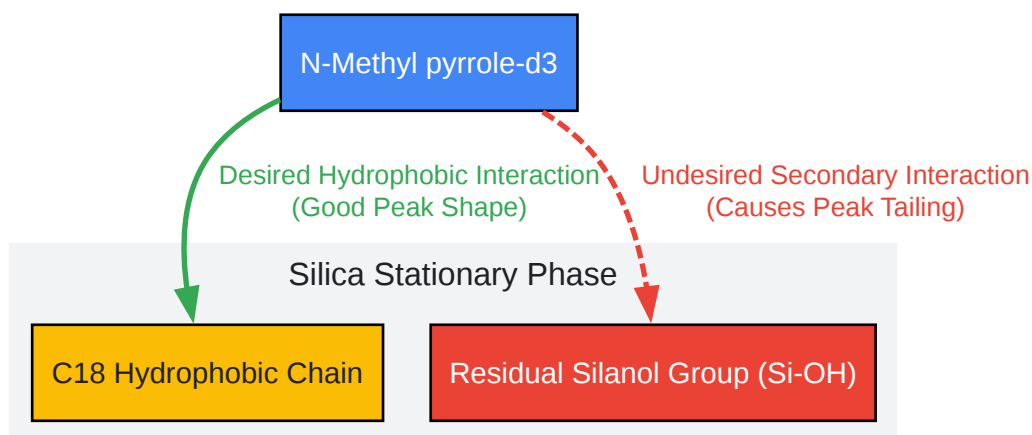 N-Methyl pyrrole-d3
Desired Hydrophobic Interaction
(Good Peak Shape)
Undesired Secondary Interaction
(Causes Peak Tailing)
Silica Stationary Phase
C18 Hydrophobic Chain
Residual Silanol Group (Si-OH)